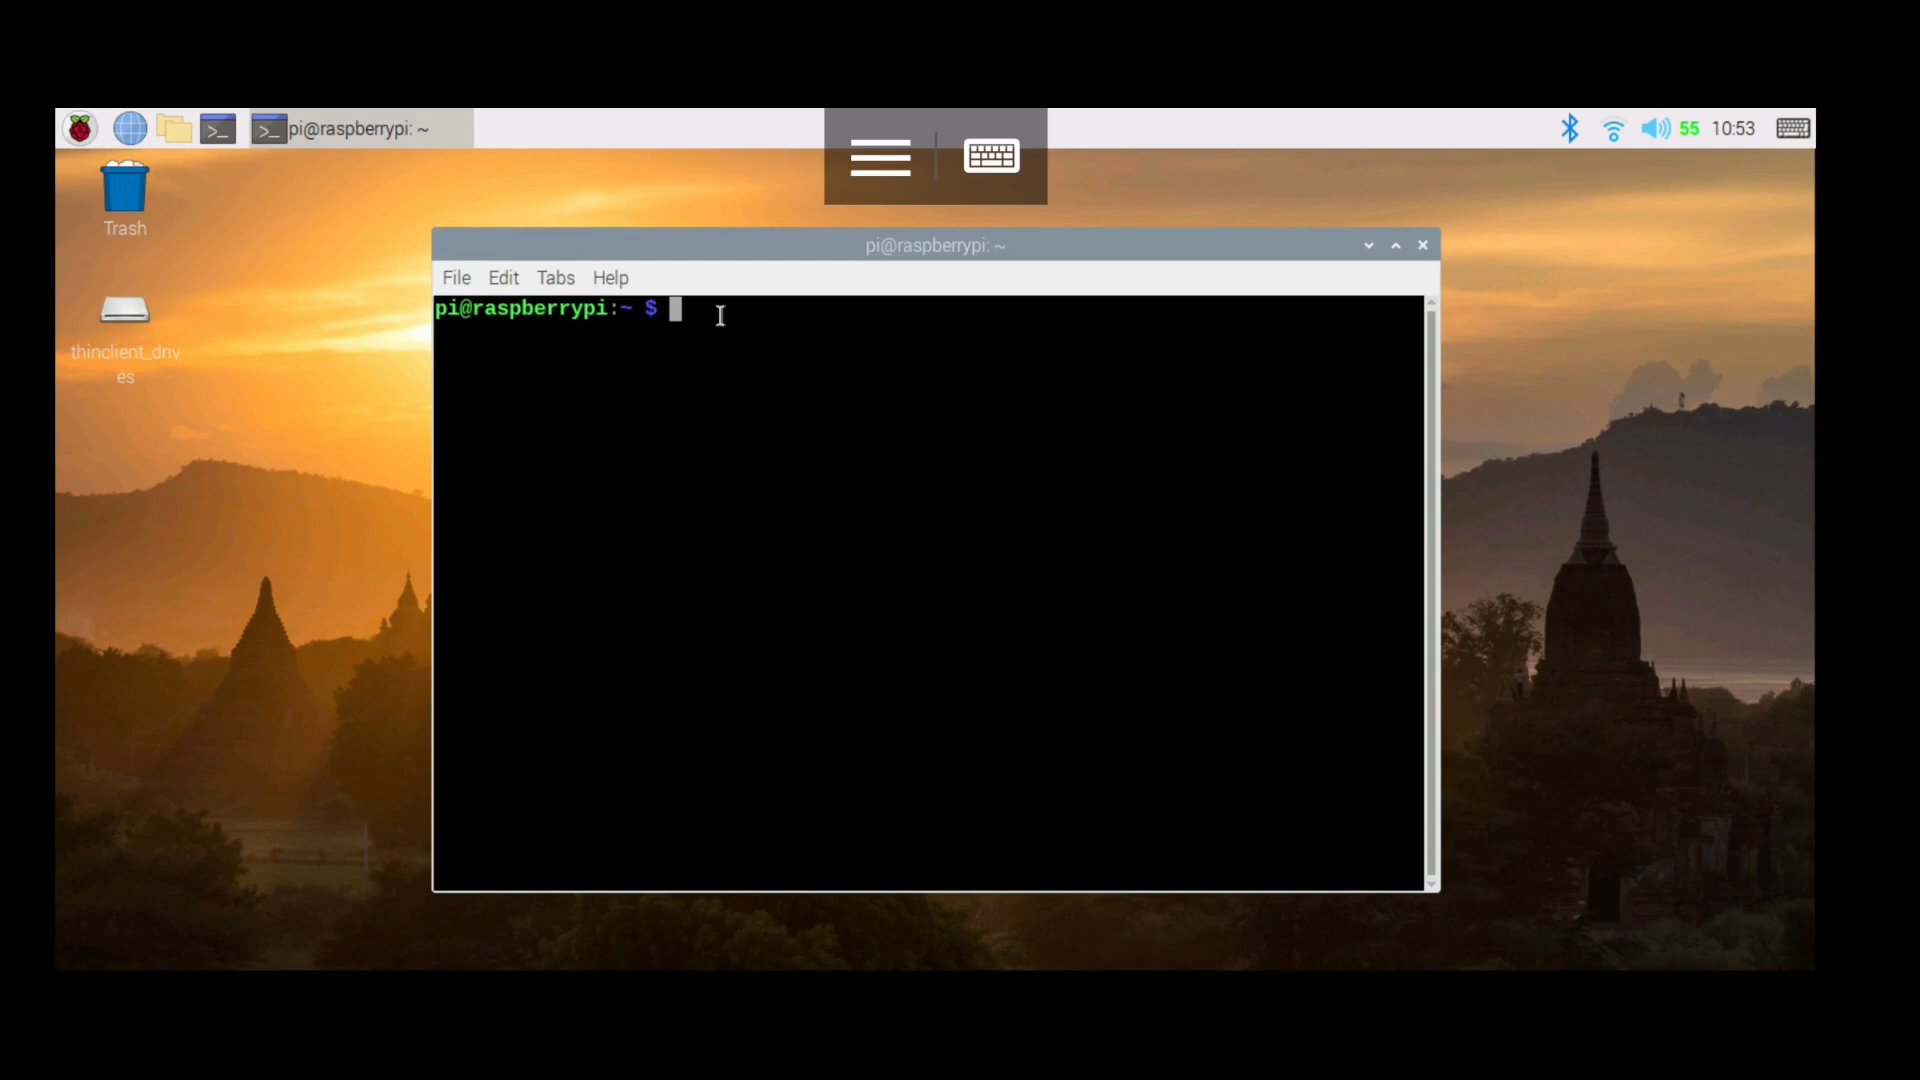 pi@raspberrypi: ~
55 10:53
Trash
thinclient_driv
es
pi@raspberrypi: ~
File Edit Tabs Help
pi@raspberrypi:~ $